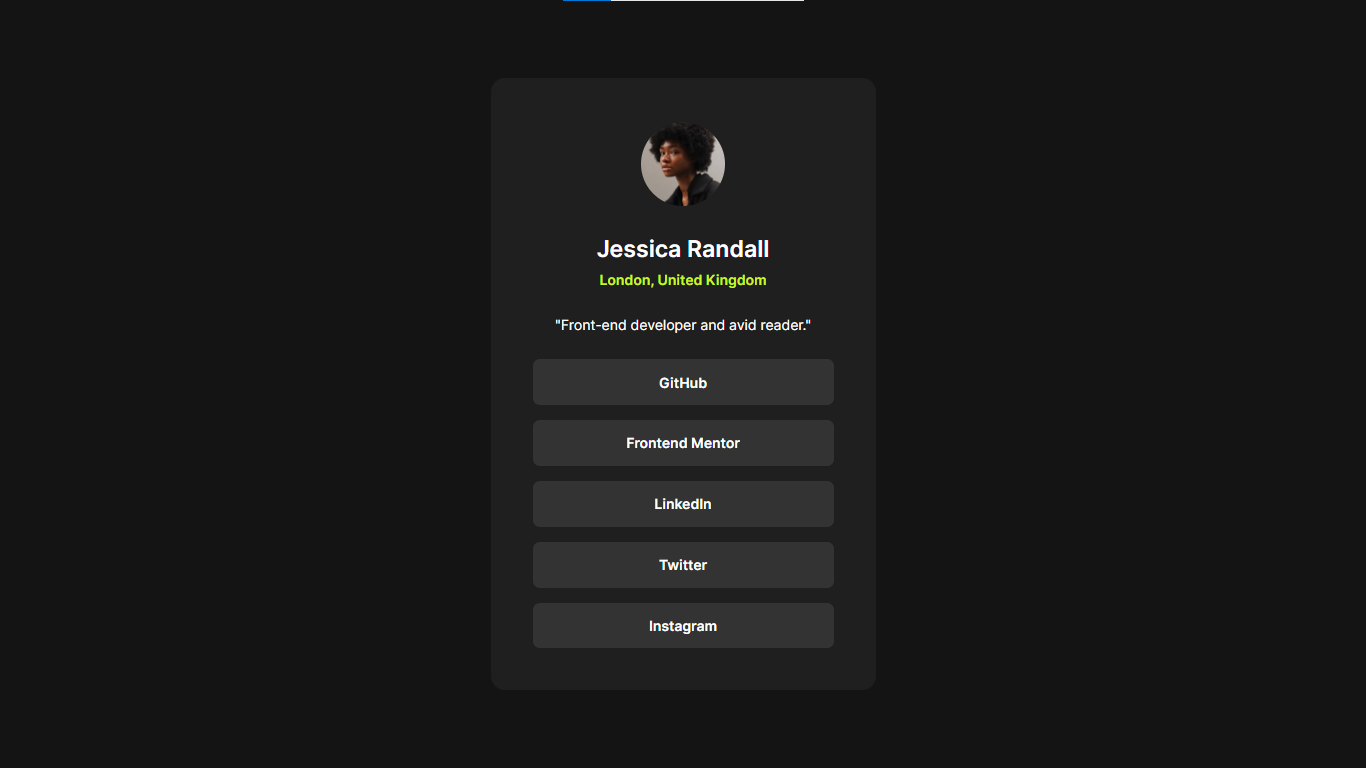 Jessica Randall
London, United Kingdom
"Front-end developer and avid reader."
GitHub
Frontend Mentor
LinkedIn
Twitter
Instagram